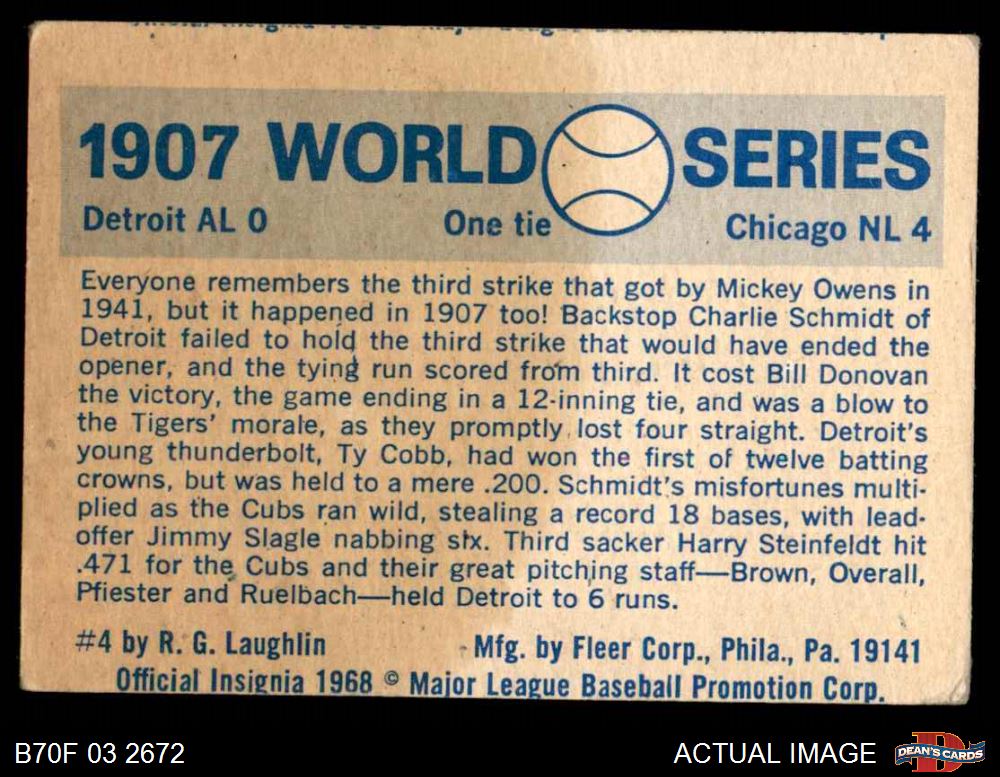 1907 WORLD SERIES
Detroit AL 0 One tie Chicago NL 4
Everyone remembers the third strike that got by Mickey Owens in
1941, but it happened in 1907 too! Backstop Charlie Schmidt of
Detroit failed to hold the third strike that would have ended the
opener, and the tying run scored from third. It cost Bill Donovan
the victory, the game ending in a 12-inning tie, and was a blow to
the Tigers' morale, as they promptly lost four straight. Detroit's
young thunderbolt, Ty Cobb, had won the first of twelve batting
crowns, but was held to a mere .200. Schmidt's misfortunes multi-
plied as the Cubs ran wild, stealing a record 18 bases, with lead-
offer Jimmy Slagle nabbing six. Third sacker Harry Steinfeldt hit
.471 for the Cubs and their great pitching staff—Brown, Overall,
Pfiester and Ruelbach—held Detroit to 6 runs.
#4 by R. G. Laughlin Mfg. by Fleer Corp., Phila., Pa. 19141
Official Insignia 1968 © Major League Baseball Promotion Corp.
B70F 03 2672 ACTUAL IMAGE DEAN'S CARDS